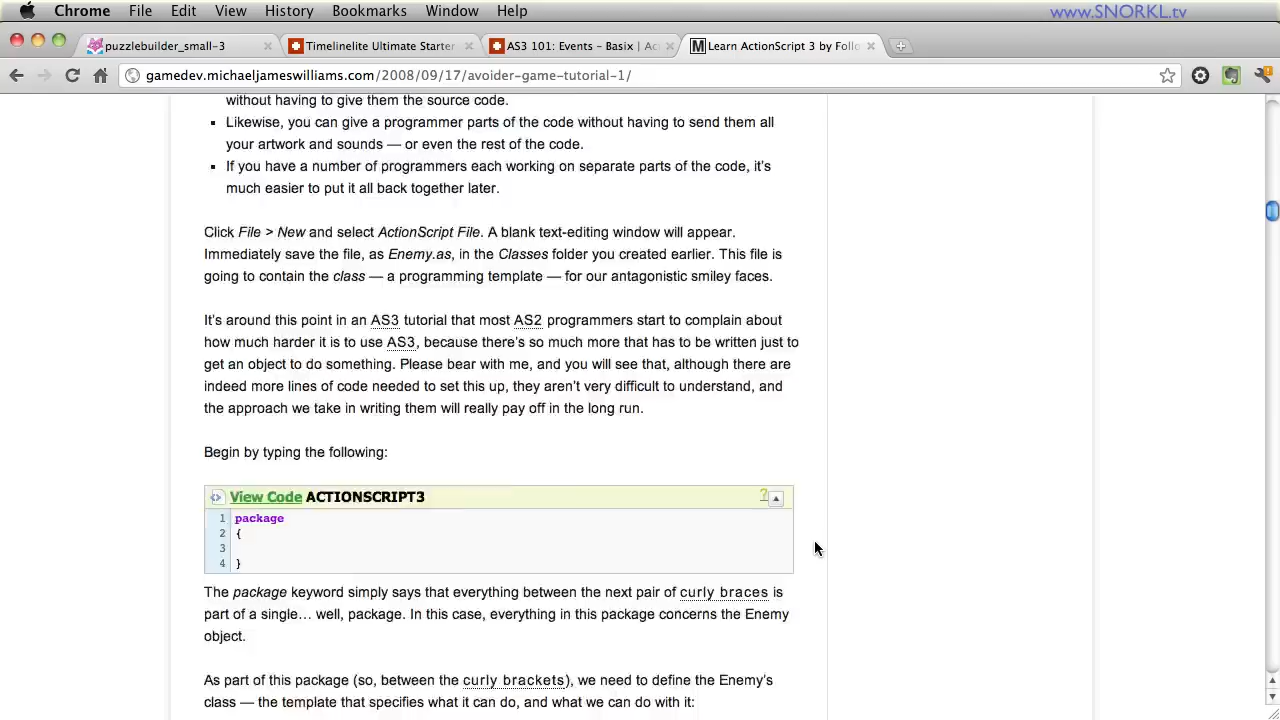 Chrome File Edit View History Bookmarks Window Help www.SNORKL.tv
puzzlebuilder_small-3 Timelinelite Ultimate Starter AS3 101: Events – Basix | Ac Learn ActionScript 3 by Follo
gamedev.michaeljameswilliams.com/2008/09/17/avoider-game-tutorial-1/
without having to give them the source code.
Likewise, you can give a programmer parts of the code without having to send them all
your artwork and sounds — or even the rest of the code.
If you have a number of programmers each working on separate parts of the code, it's
much easier to put it all back together later.
Click File > New and select ActionScript File. A blank text-editing window will appear.
Immediately save the file, as Enemy.as, in the Classes folder you created earlier. This file is
going to contain the class — a programming template — for our antagonistic smiley faces.
It's around this point in an AS3 tutorial that most AS2 programmers start to complain about
how much harder it is to use AS3, because there's so much more that has to be written just to
get an object to do something. Please bear with me, and you will see that, although there are
indeed more lines of code needed to set this up, they aren't very difficult to understand, and
the approach we take in writing them will really pay off in the long run.
Begin by typing the following:
View Code ACTIONSCRIPT3 ?
1 package
2 {
3
4 }
The package keyword simply says that everything between the next pair of curly braces is
part of a single… well, package. In this case, everything in this package concerns the Enemy
object.
As part of this package (so, between the curly brackets), we need to define the Enemy's
class — the template that specifies what it can do, and what we can do with it: